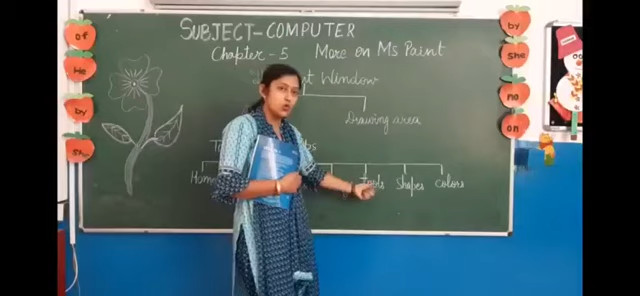 SUBJECT-COMPUTER
Chapter - 5 More on Ms Paint
Window
Drawing area
Tools Shapes Colors
of
He
by
by
She
no
on